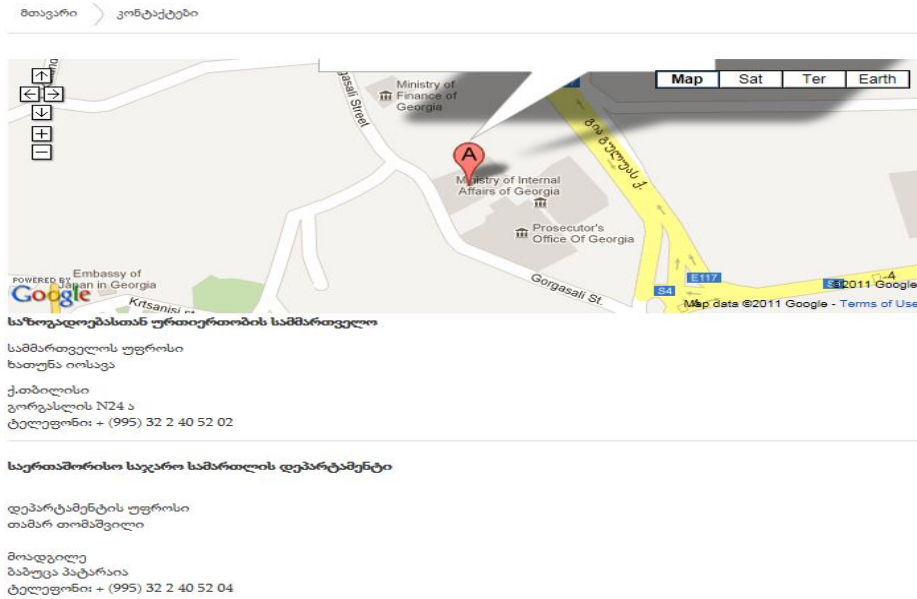 მთავარი კონტაქტები
Map Sat Ter Earth
Ministry of
Finance of
Georgia
Gorgasali Street
გია გულუას ქ.
A
Ministry of Internal
Affairs of Georgia
Prosecutor's
Office Of Georgia
Gorgasali St.
E117
S4
Embassy of
Japan in Georgia
POWERED BY
Google
Krtsanisi
©2011 Google
Map data ©2011 Google - Terms of Use
საზოგადოებასთან ურთიერთობის სამმართველო
სამმართველოს უფროსი
ხათუნა იოსავა
ქ.თბილისი
გორგასლის N24 ა
ტელეფონი: + (995) 32 2 40 52 02
საერთაშორისო საჯარო სამართლის დეპარტამენტი
დეპარტამენტის უფროსი
თამარ თომაშვილი
მოადგილე
ბაბუცა პატარაია
ტელეფონი: + (995) 32 2 40 52 04